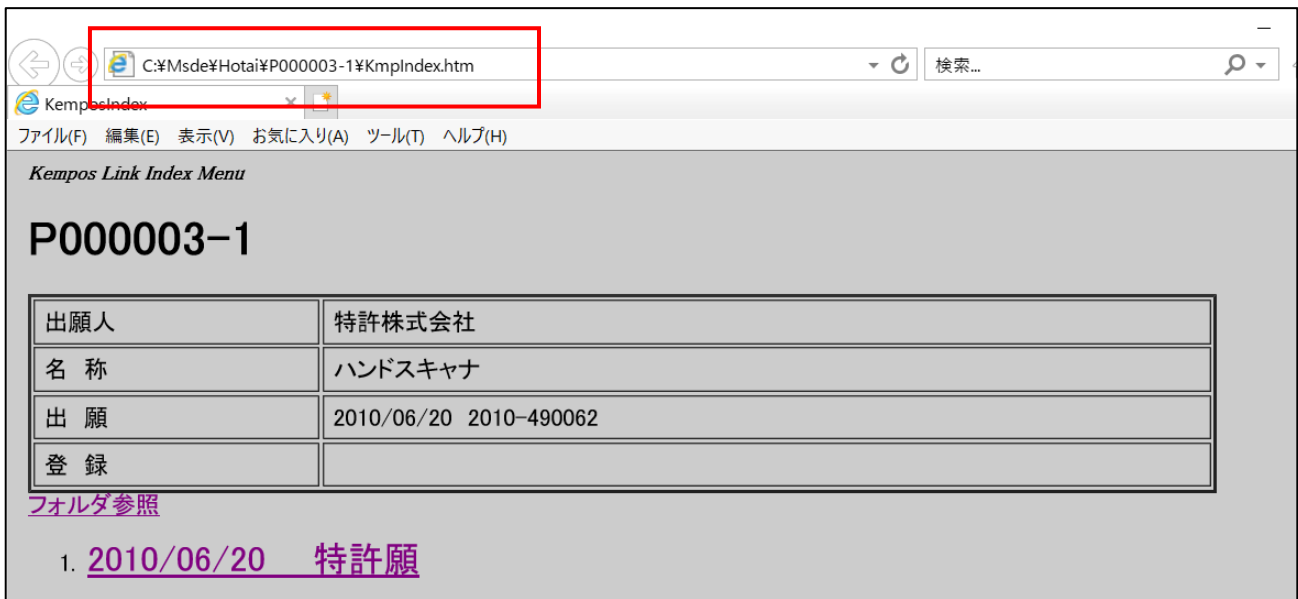 C:¥Msde¥Hotai¥P000003-1¥KmpIndex.htm
検索...
KemposIndex
ファイル(F) 編集(E) 表示(V) お気に入り(A) ツール(T) ヘルプ(H)
Kempos Link Index Menu
P000003-1
出願人 特許株式会社
名 称 ハンドスキャナ
出 願 2010/06/20 2010-490062
登 録
フォルダ参照
1. 2010/06/20 特許願